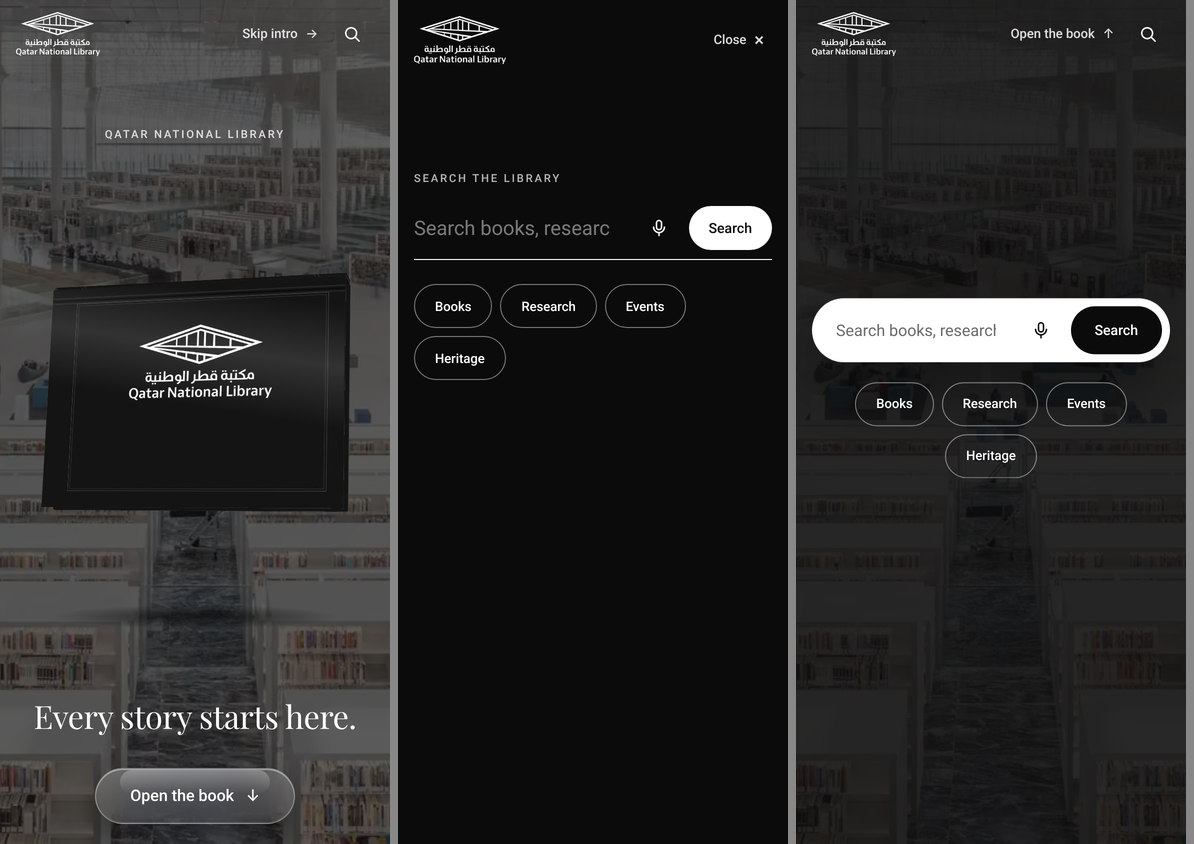 مكتبة قطر الوطنية
Qatar National Library
Skip intro →
QATAR NATIONAL LIBRARY
مكتبة قطر الوطنية
Qatar National Library
Every story starts here.
Open the book ↓
مكتبة قطر الوطنية
Qatar National Library
Close ×
SEARCH THE LIBRARY
Search books, researc
Search
Books
Research
Events
Heritage
مكتبة قطر الوطنية
Qatar National Library
Open the book ↑
Search books, research
Search
Books
Research
Events
Heritage